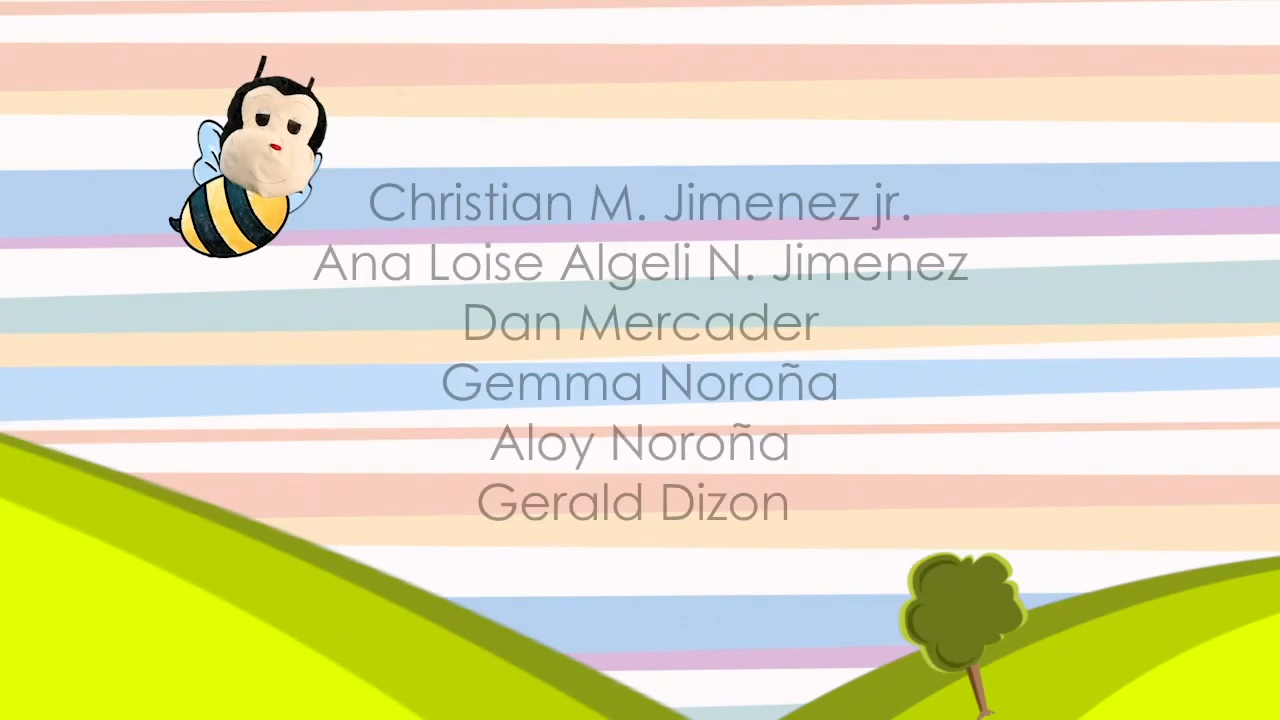 Christian M. Jimenez jr.
Ana Loise Algeli N. Jimenez
Dan Mercader
Gemma Noroña
Aloy Noroña
Gerald Dizon